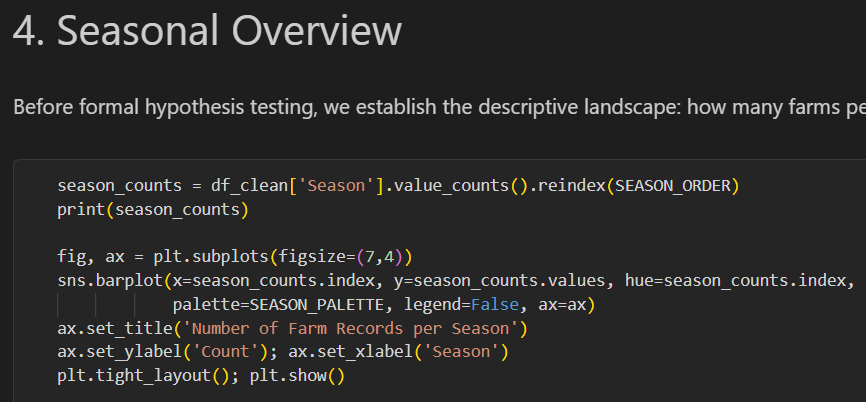 4. Seasonal Overview
Before formal hypothesis testing, we establish the descriptive landscape: how many farms pe
season_counts = df_clean['Season'].value_counts().reindex(SEASON_ORDER)
print(season_counts)
fig, ax = plt.subplots(figsize=(7,4))
sns.barplot(x=season_counts.index, y=season_counts.values, hue=season_counts.index,
palette=SEASON_PALETTE, legend=False, ax=ax)
ax.set_title('Number of Farm Records per Season')
ax.set_ylabel('Count'); ax.set_xlabel('Season')
plt.tight_layout(); plt.show()